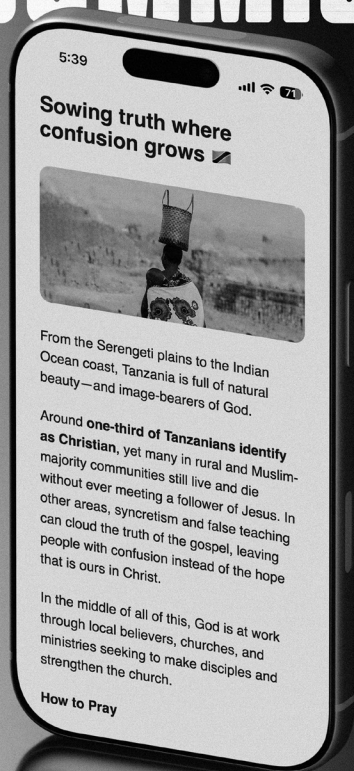 5:39
71
Sowing truth where
confusion grows 🇹🇿
From the Serengeti plains to the Indian
Ocean coast, Tanzania is full of natural
beauty—and image-bearers of God.
Around one-third of Tanzanians identify
as Christian, yet many in rural and Muslim-
majority communities still live and die
without ever meeting a follower of Jesus. In
other areas, syncretism and false teaching
can cloud the truth of the gospel, leaving
people with confusion instead of the hope
that is ours in Christ.
In the middle of all of this, God is at work
through local believers, churches, and
ministries seeking to make disciples and
strengthen the church.
How to Pray